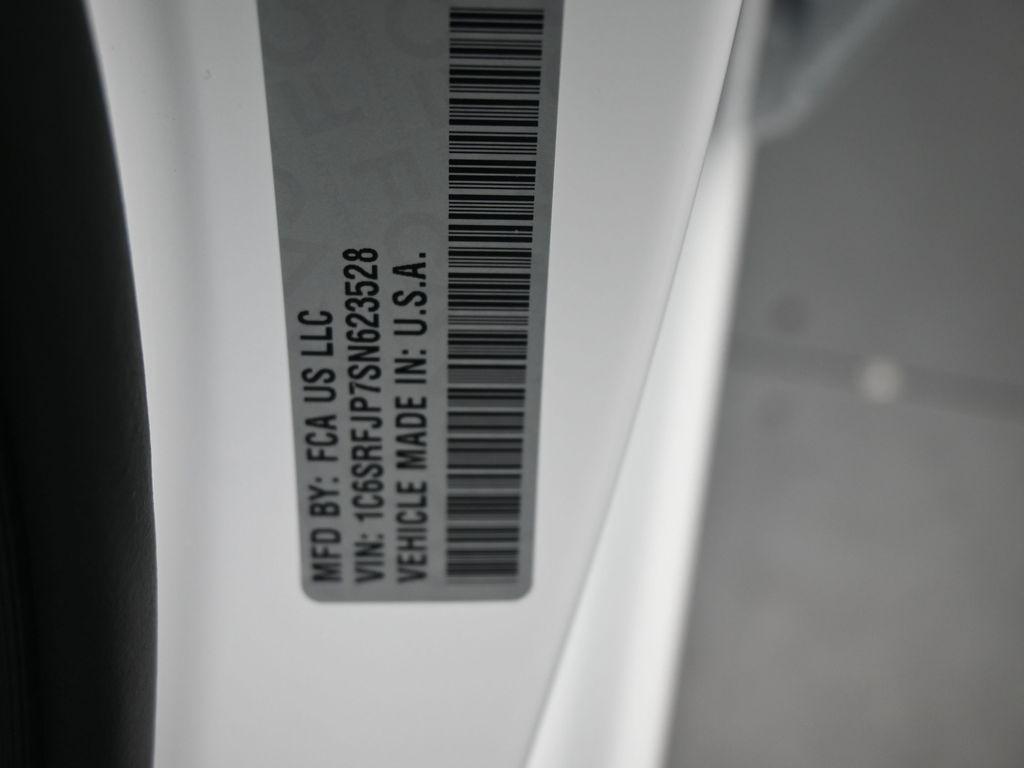 MFD BY: FCA US LLC
VIN: 1C6SRFJP7SN623528
VEHICLE MADE IN: U.S.A.